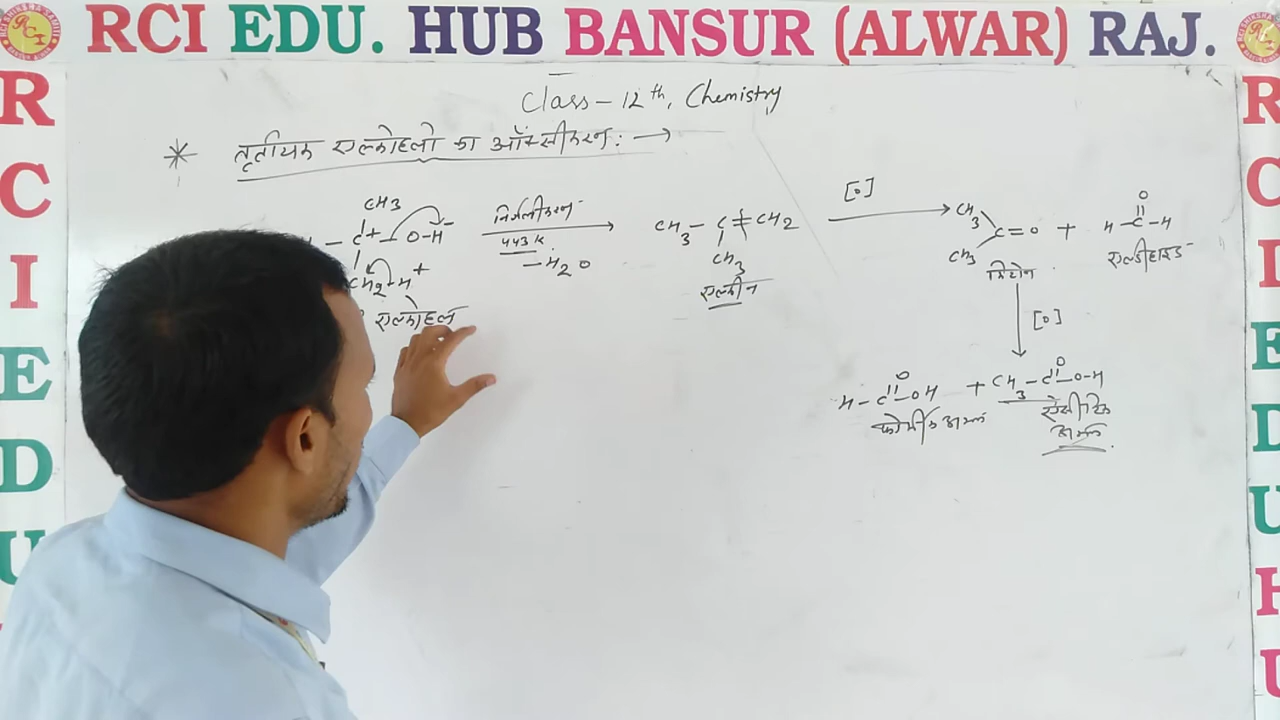 RCI EDU. HUB BANSUR (ALWAR) RAJ.
R
C
I
E
D
U
R
C
I
E
D
U
H
U
Class - 12th, Chemistry
* तृतीयक एल्कोहलो का ऑक्सीकरण : →
CH3
C+ - O-H
CH2-H+
एल्कोहल
निर्जलीकरण
443 K
-H2O
CH3 - C = CH2
CH3
एल्कीन
[O]
CH3
C=O
CH3
कीटोन
+
O
H-C-H
एल्डीहाइड
[O]
O
H-C-OH
फोर्मीक अम्ल
+
O
CH3-C-O-H
ऐसीटिक
अम्ल